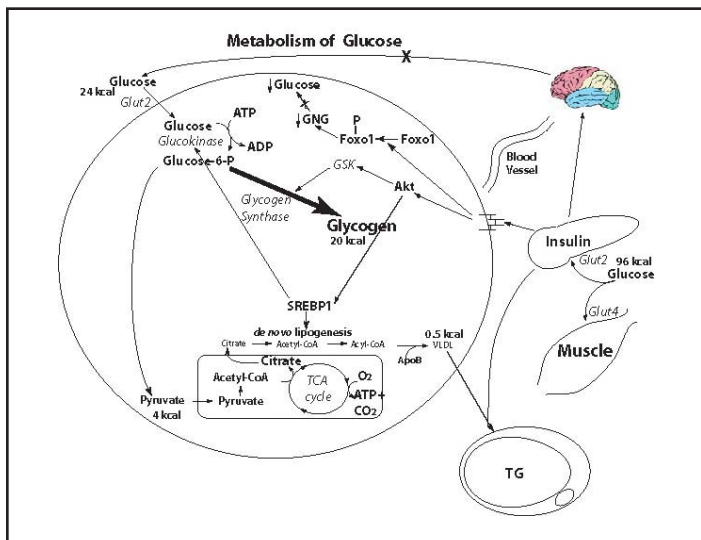 Metabolism of Glucose
X
Glucose
24 kcal
Glut2
Glucose
Glucokinase
ATP
ADP
Glucose-6-P
Glucose
GNG
X
P
Foxo1
Foxo1
GSK
Akt
Glycogen
Synthase
Glycogen
20 kcal
Blood
Vessel
Insulin
Glut2
96 kcal
Glucose
Glut4
Muscle
SREBP1
de novo lipogenesis
Citrate
Acetyl-CoA
Acyl-CoA
ApoB
0.5 kcal
VLDL
Citrate
Acetyl-CoA
TCA
cycle
O2
ATP+
CO2
Pyruvate
4 kcal
Pyruvate
TG